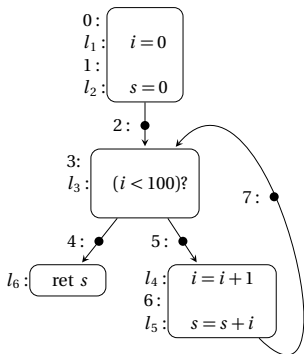 0:
l₁: i = 0
1:
l₂: s = 0
2:
3:
l₃: (i < 100)?
7:
4: 5:
l₆: ret s
l₄: i = i + 1
6:
l₅: s = s + i